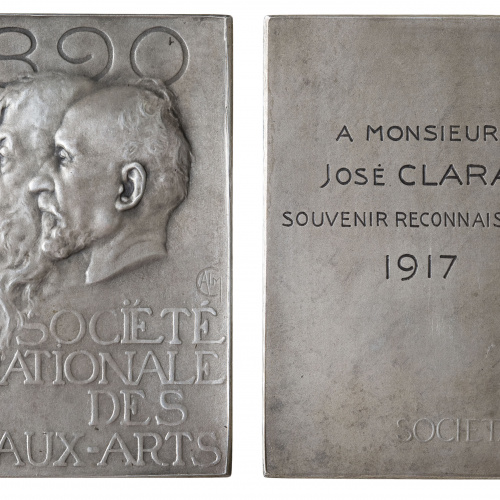 890
SOCIÉTÉ
ATIONALE
DES
AUX-ARTS
A MONSIEUR
JOSÉ CLARA
SOUVENIR RECONNAIS
1917
SOCIET